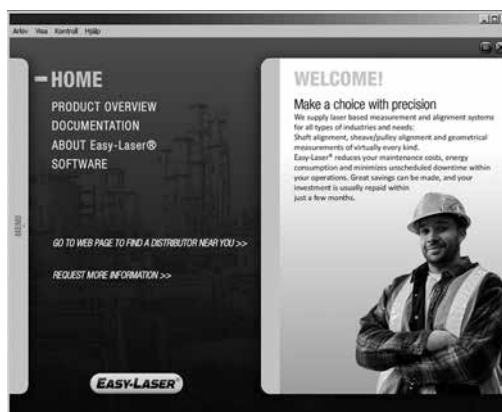 Arkiv Visa Kontroll Hjälp
HOME
PRODUCT OVERVIEW
DOCUMENTATION
ABOUT Easy-Laser®
SOFTWARE
MENU
GO TO WEB PAGE TO FIND A DISTRIBUTOR NEAR YOU >>
REQUEST MORE INFORMATION >>
EASY-LASER®
WELCOME!
Make a choice with precision
We supply laser based measurement and alignment systems
for all types of industries and needs:
Shaft alignment, sheave/pulley alignment and geometrical
measurements of virtually every kind.
Easy-Laser® reduces your maintenance costs, energy
consumption and minimizes unscheduled downtime within
your operations. Great savings can be made, and your
investment is usually repaid within
just a few months.